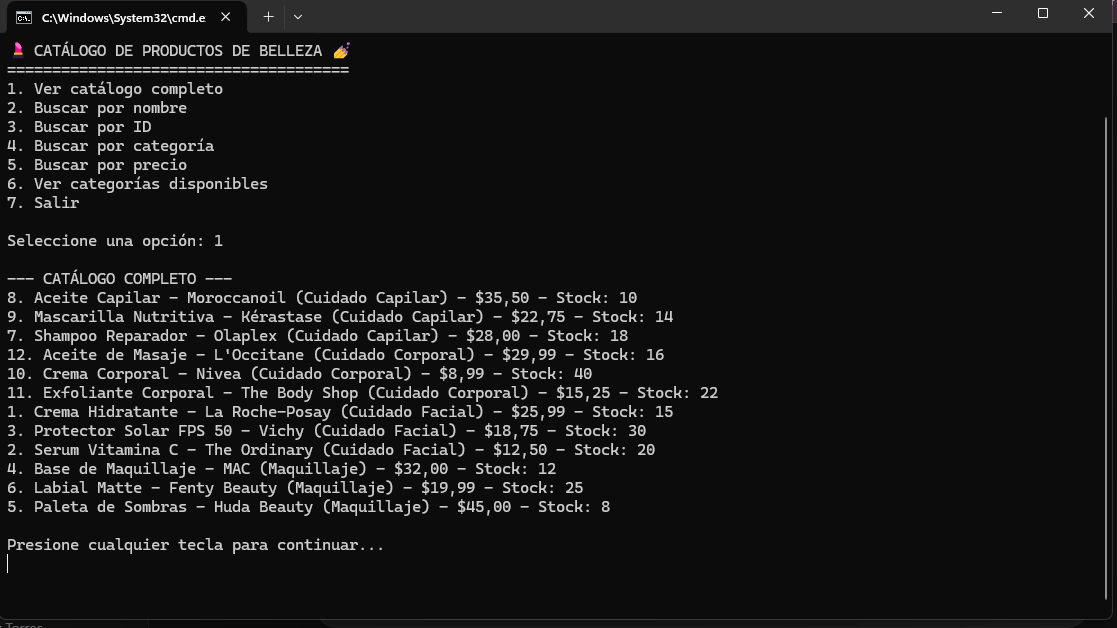 C:\Windows\System32\cmd.e
💄 CATÁLOGO DE PRODUCTOS DE BELLEZA 💅
======================================
1. Ver catálogo completo
2. Buscar por nombre
3. Buscar por ID
4. Buscar por categoría
5. Buscar por precio
6. Ver categorías disponibles
7. Salir
Seleccione una opción: 1
--- CATÁLOGO COMPLETO ---
8. Aceite Capilar - Moroccanoil (Cuidado Capilar) - $35,50 - Stock: 10
9. Mascarilla Nutritiva - Kérastase (Cuidado Capilar) - $22,75 - Stock: 14
7. Shampoo Reparador - Olaplex (Cuidado Capilar) - $28,00 - Stock: 18
12. Aceite de Masaje - L'Occitane (Cuidado Corporal) - $29,99 - Stock: 16
10. Crema Corporal - Nivea (Cuidado Corporal) - $8,99 - Stock: 40
11. Exfoliante Corporal - The Body Shop (Cuidado Corporal) - $15,25 - Stock: 22
1. Crema Hidratante - La Roche-Posay (Cuidado Facial) - $25,99 - Stock: 15
3. Protector Solar FPS 50 - Vichy (Cuidado Facial) - $18,75 - Stock: 30
2. Serum Vitamina C - The Ordinary (Cuidado Facial) - $12,50 - Stock: 20
4. Base de Maquillaje - MAC (Maquillaje) - $32,00 - Stock: 12
6. Labial Matte - Fenty Beauty (Maquillaje) - $19,99 - Stock: 25
5. Paleta de Sombras - Huda Beauty (Maquillaje) - $45,00 - Stock: 8
Presione cualquier tecla para continuar...